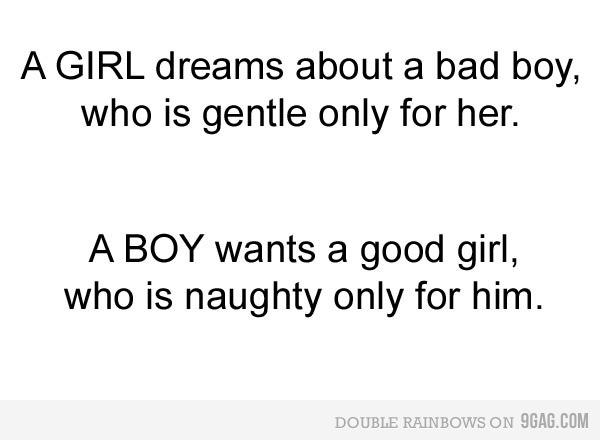 A GIRL dreams about a bad boy,
who is gentle only for her.
A BOY wants a good girl,
who is naughty only for him.
DOUBLE RAINBOWS ON 9GAG.COM